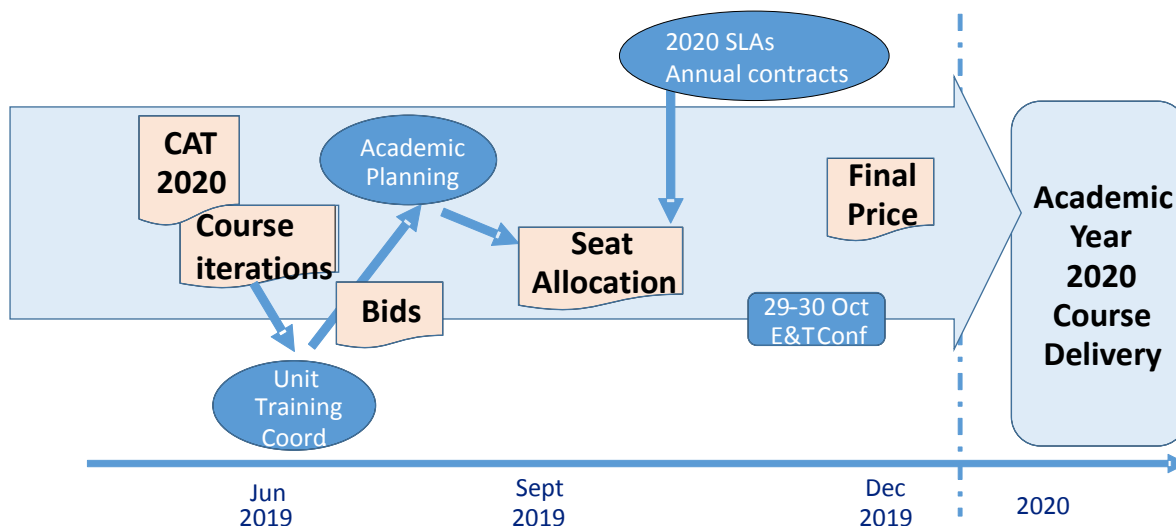 2020 SLAs
Annual contracts
CAT
2020
Academic
Planning
Final
Price
Course
iterations
Seat
Allocation
Bids
29-30 Oct
E&TConf
Unit
Training
Coord
Academic
Year
2020
Course
Delivery
Jun
2019
Sept
2019
Dec
2019
2020